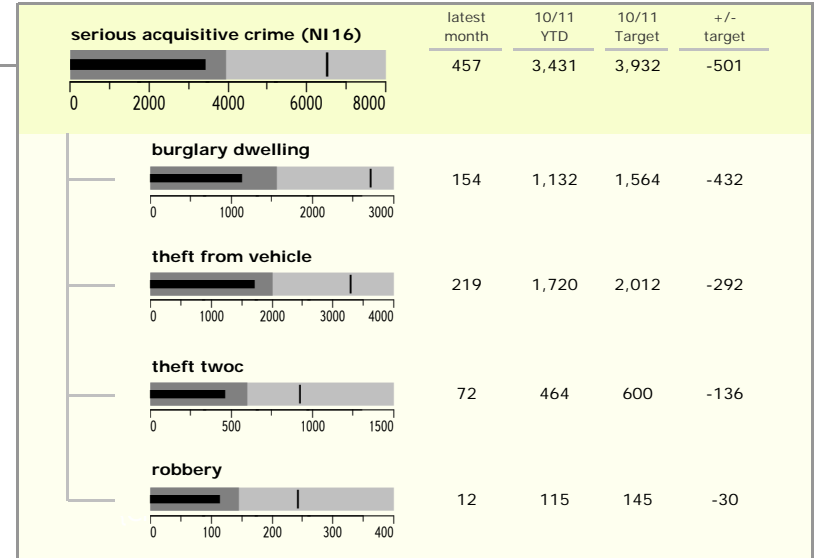 latest 10/11 10/11 +/-
month YTD Target target
serious acquisitive crime (NI 16)
457 3,431 3,932 -501
0 2000 4000 6000 8000
burglary dwelling
154 1,132 1,564 -432
0 1000 2000 3000
theft from vehicle
219 1,720 2,012 -292
0 1000 2000 3000 4000
theft twoc
72 464 600 -136
0 500 1000 1500
robbery
12 115 145 -30
0 100 200 300 400